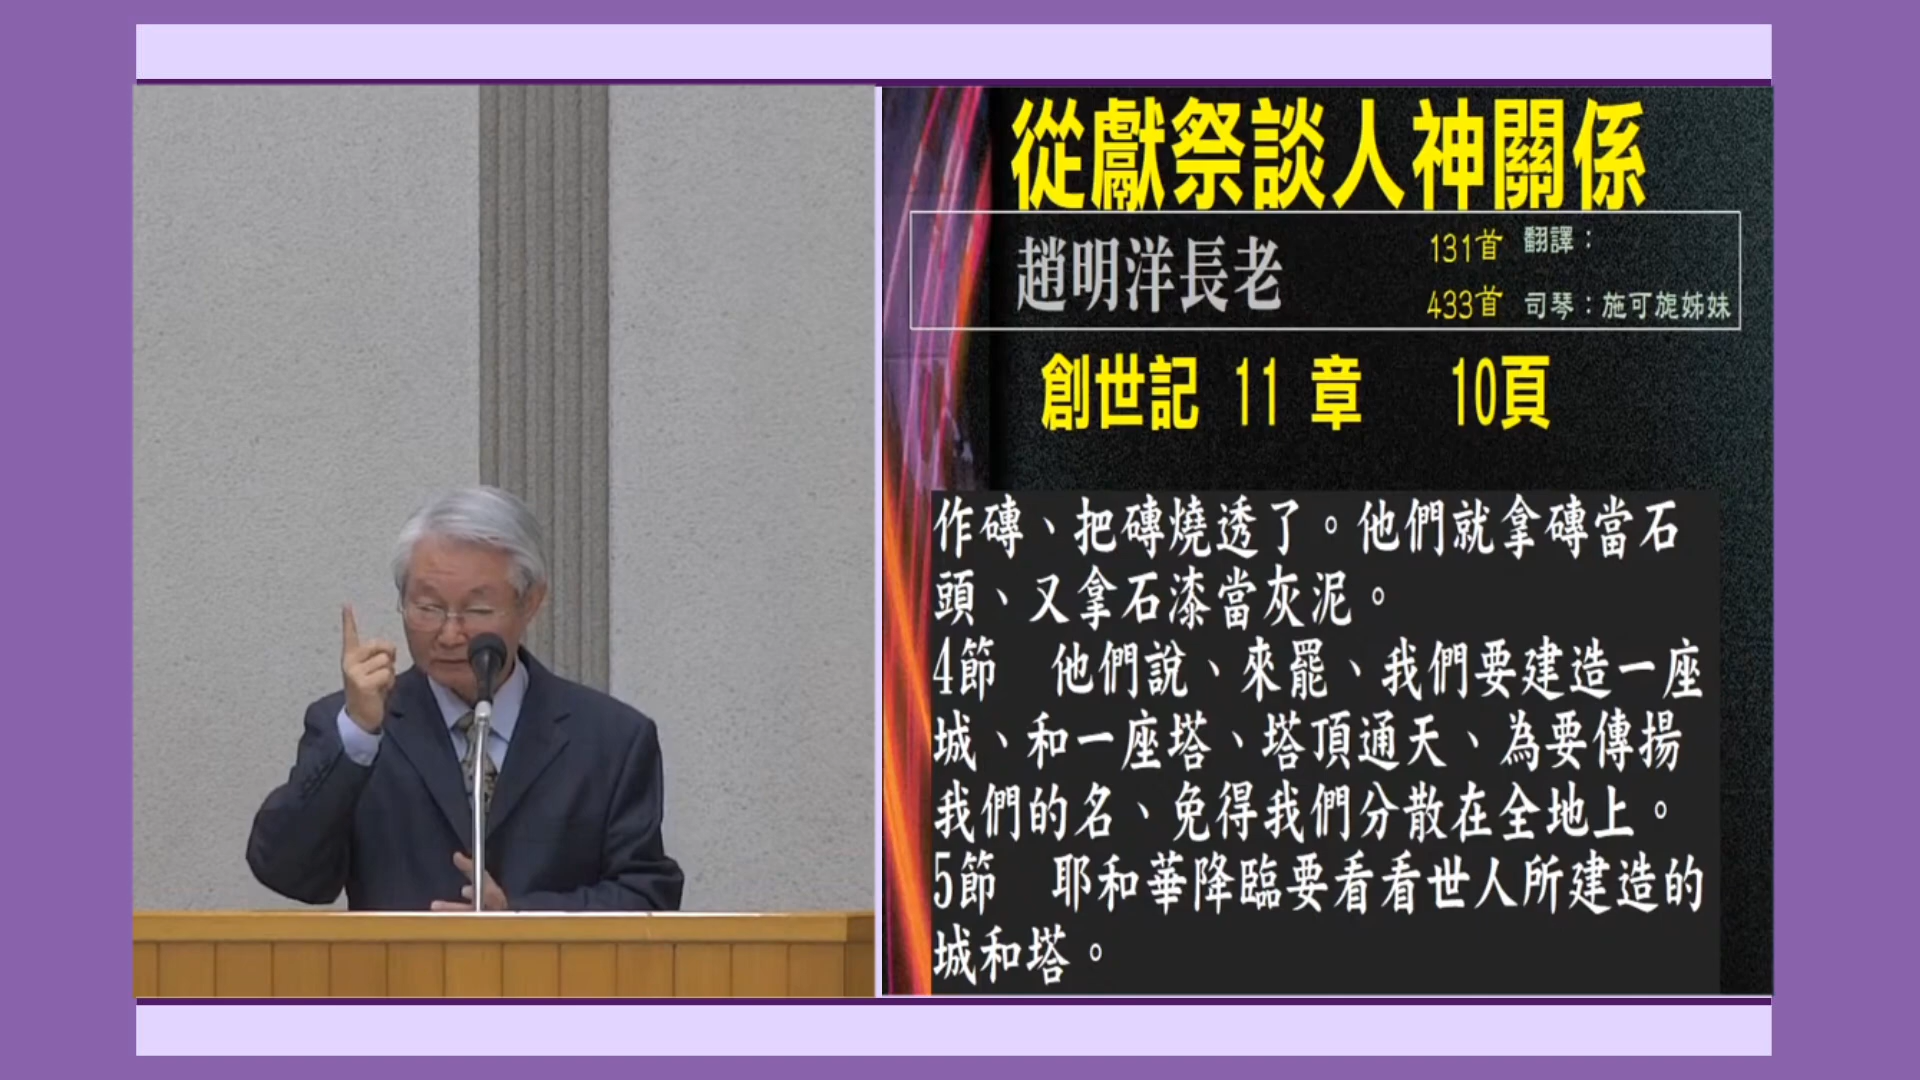 從獻祭談人神關係
趙明洋長老
131首 翻譯：
433首 司琴：施可旎姊妹
創世記 11 章 10頁
作磚、把磚燒透了。他們就拿磚當石
頭、又拿石漆當灰泥。
4節 他們說、來罷、我們要建造一座
城、和一座塔、塔頂通天、為要傳揚
我們的名、免得我們分散在全地上。
5節 耶和華降臨要看看世人所建造的
城和塔。